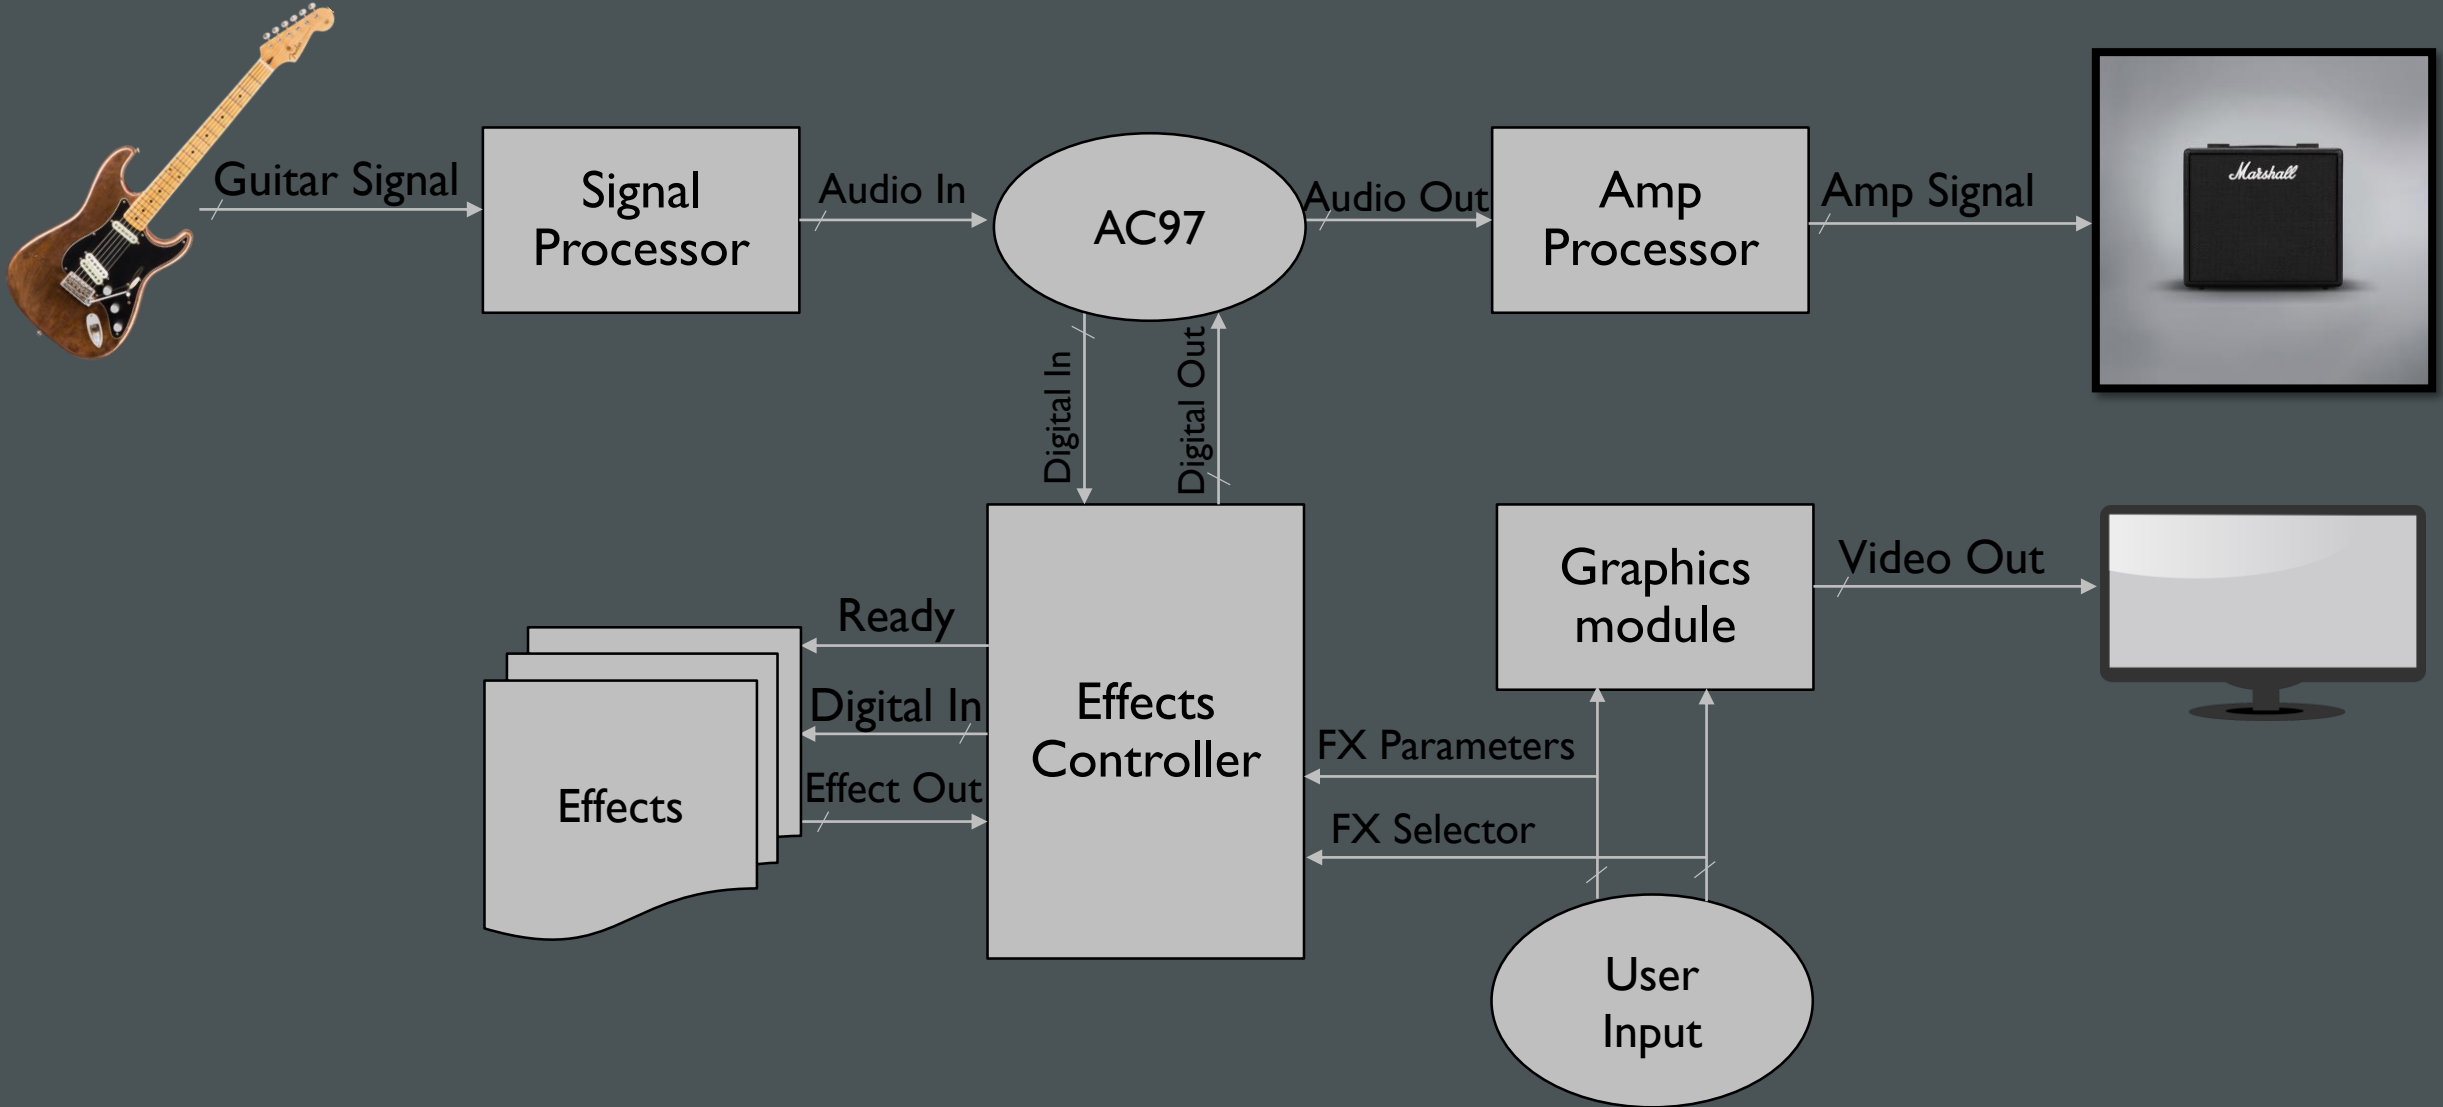 Guitar Signal
Signal
Processor
Audio In
AC97
Audio Out
Amp
Processor
Amp Signal
Marshall
Digital In
Digital Out
Ready
Digital In
Effect Out
Effects
Effects
Controller
FX Parameters
FX Selector
Graphics
module
Video Out
User
Input